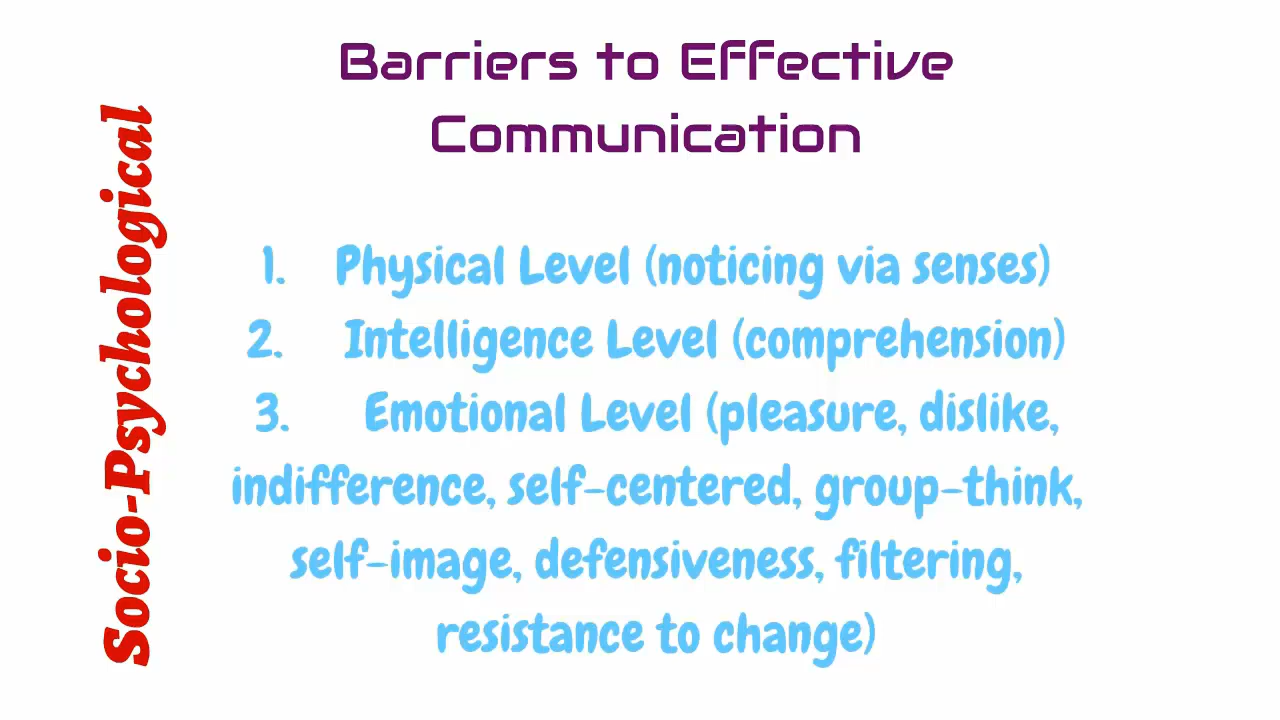 Barriers to Effective
Communication
Socio-Psychological
1. Physical Level (noticing via senses)
2. Intelligence Level (comprehension)
3. Emotional Level (pleasure, dislike,
indifference, self-centered, group-think,
self-image, defensiveness, filtering,
resistance to change)